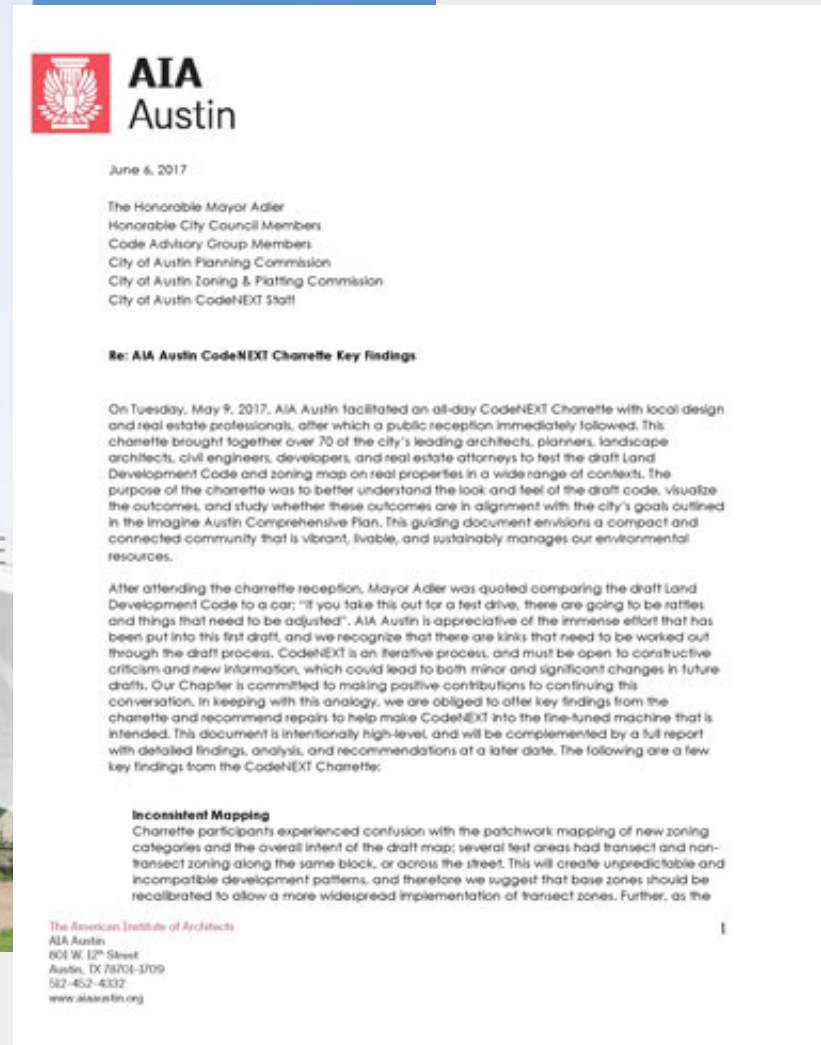 AIA
Austin
June 6, 2017
The Honorable Mayor Adler
Honorable City Council Members
Code Advisory Group Members
City of Austin Planning Commission
City of Austin Zoning & Platting Commission
City of Austin CodeNEXT Staff
Re: AIA Austin CodeNEXT Charrette Key Findings
On Tuesday, May 9, 2017, AIA Austin facilitated an all-day CodeNEXT Charrette with local design
and real estate professionals, after which a public reception immediately followed. This
charrette brought together over 70 of the city's leading architects, planners, landscape
architects, civil engineers, developers, and real estate attorneys to test the draft Land
Development Code and zoning map on real properties in a wide range of contexts. The
purpose of the charrette was to better understand the look and feel of the draft code, visualize
the outcomes, and study whether these outcomes are in alignment with the city's goals outlined
in the Imagine Austin Comprehensive Plan. This guiding document envisions a compact and
connected community that is vibrant, livable, and sustainably manages our environmental
resources.
After attending the charrette reception, Mayor Adler was quoted comparing the draft Land
Development Code to a car; "if you take this out for a test drive, there are going to be rattles
and things that need to be adjusted". AIA Austin is appreciative of the immense effort that has
been put into this first draft, and we recognize that there are kinks that need to be worked out
through the draft process. CodeNEXT is an iterative process, and must be open to constructive
criticism and new information, which could lead to both minor and significant changes in future
drafts. Our Chapter is committed to making positive contributions to continuing this
conversation. In keeping with this analogy, we are obliged to offer key findings from the
charrette and recommend repairs to help make CodeNEXT into the fine-tuned machine that is
intended. This document is intentionally high-level, and will be complemented by a full report
with detailed findings, analysis, and recommendations at a later date. The following are a few
key findings from the CodeNEXT Charrette:
Inconsistent Mapping
Charrette participants experienced confusion with the patchwork mapping of new zoning
categories and the overall intent of the draft map; several test areas had transect and non-
transect zoning along the same block, or across the street. This will create unpredictable and
incompatible development patterns, and therefore we suggest that base zones should be
recalibrated to allow a more widespread implementation of transect zones. Further, as the
The American Institute of Architects
1
AIA Austin
801 W. 12th Street
Austin, TX 78701-1709
512-452-4332
www.aiaaustin.org